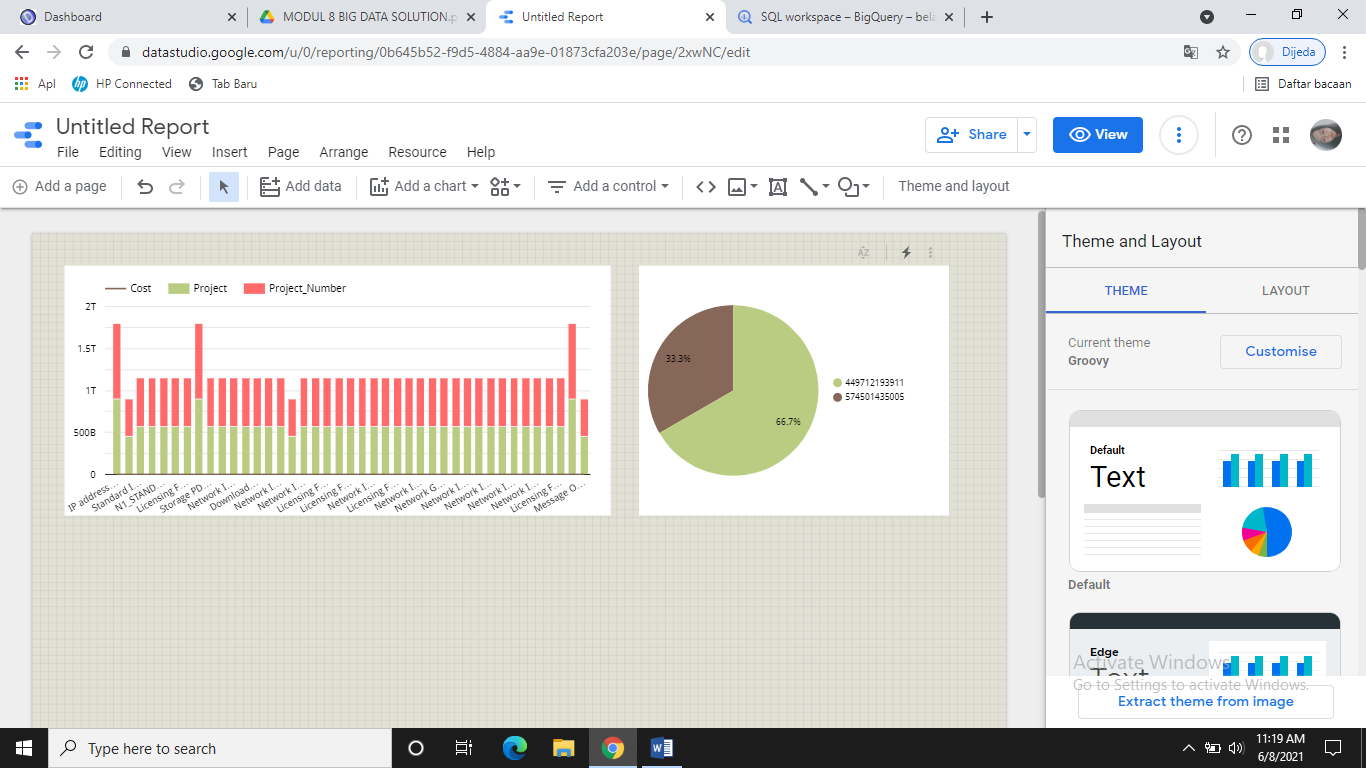 Dashboard
MODUL 8 BIG DATA SOLUTION.p
Untitled Report
SQL workspace – BigQuery – bela
datastudio.google.com/u/0/reporting/0b645b52-f9d5-4884-aa9e-01873cfa203e/page/2xwNC/edit
Dijeda
Apl
HP Connected
Tab Baru
Daftar bacaan
Untitled Report
File Editing View Insert Page Arrange Resource Help
Share
View
Add a page
Add data
Add a chart
Add a control
Theme and layout
Cost Project Project_Number
2T
1.5T
1T
500B
0
IP address...
Standard I...
N1_STAND...
Licensing F...
Storage PD...
Network I...
Download...
Network I...
Network I...
Licensing F...
Licensing F...
Network I...
Licensing F...
Network I...
Network G...
Network I...
Network I...
Network I...
Licensing F...
Message O...
33.3%
66.7%
449712193911
574501435005
Theme and Layout
THEME
LAYOUT
Current theme
Groovy
Customise
Default
Text
Default
Edge
Text
Activate Windows
Go to Settings to activate Windows.
Extract theme from image
Type here to search
11:19 AM
6/8/2021